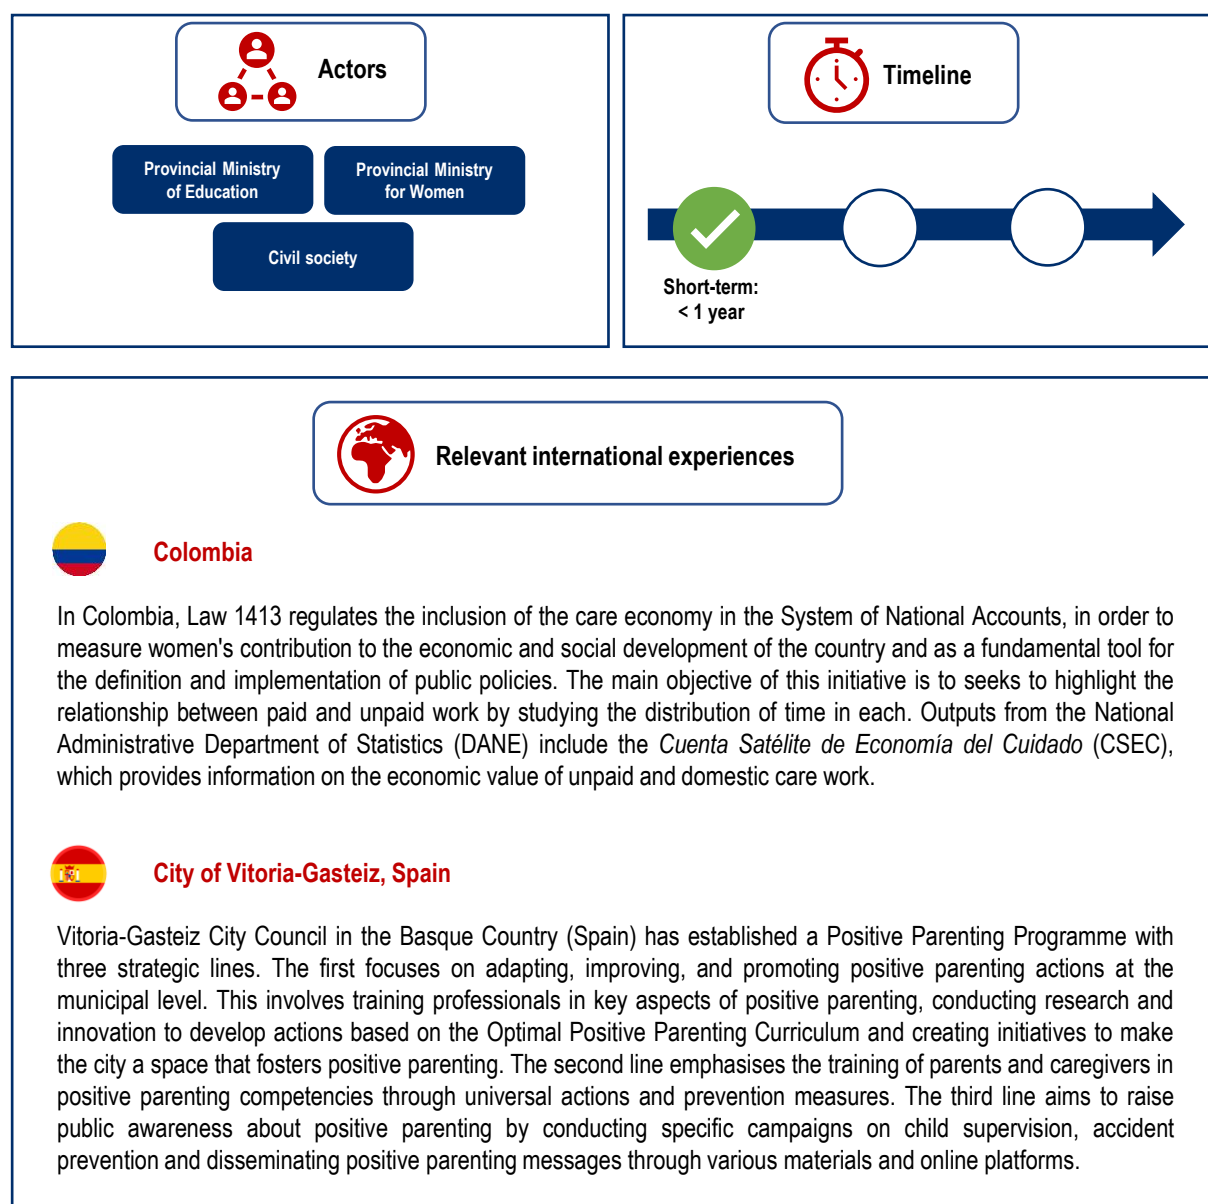 Actors
Timeline
Provincial Ministry
of Education
Provincial Ministry
for Women
Civil society
Short-term:
< 1 year
Relevant international experiences
Colombia
In Colombia, Law 1413 regulates the inclusion of the care economy in the System of National Accounts, in order to
measure women's contribution to the economic and social development of the country and as a fundamental tool for
the definition and implementation of public policies. The main objective of this initiative is to seeks to highlight the
relationship between paid and unpaid work by studying the distribution of time in each. Outputs from the National
Administrative Department of Statistics (DANE) include the Cuenta Satélite de Economía del Cuidado (CSEC),
which provides information on the economic value of unpaid and domestic care work.
City of Vitoria-Gasteiz, Spain
Vitoria-Gasteiz City Council in the Basque Country (Spain) has established a Positive Parenting Programme with
three strategic lines. The first focuses on adapting, improving, and promoting positive parenting actions at the
municipal level. This involves training professionals in key aspects of positive parenting, conducting research and
innovation to develop actions based on the Optimal Positive Parenting Curriculum and creating initiatives to make
the city a space that fosters positive parenting. The second line emphasises the training of parents and caregivers in
positive parenting competencies through universal actions and prevention measures. The third line aims to raise
public awareness about positive parenting by conducting specific campaigns on child supervision, accident
prevention and disseminating positive parenting messages through various materials and online platforms.